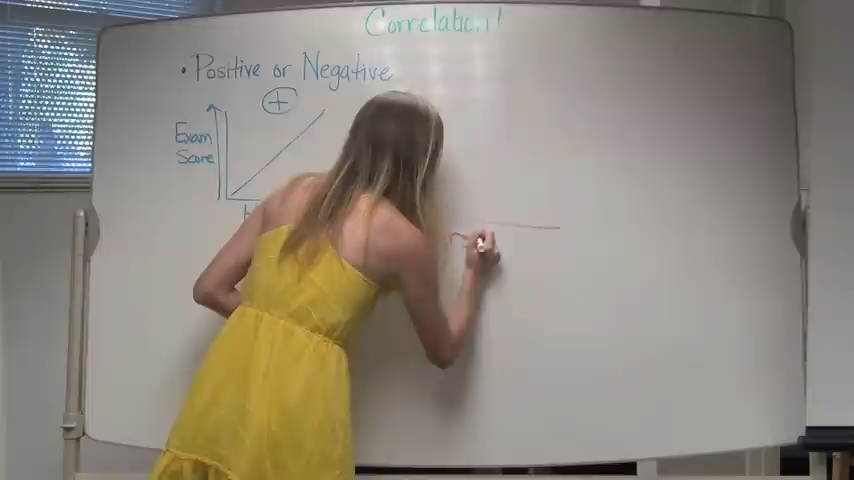 Correlation!
• Positive or Negative
+
Exam
Score